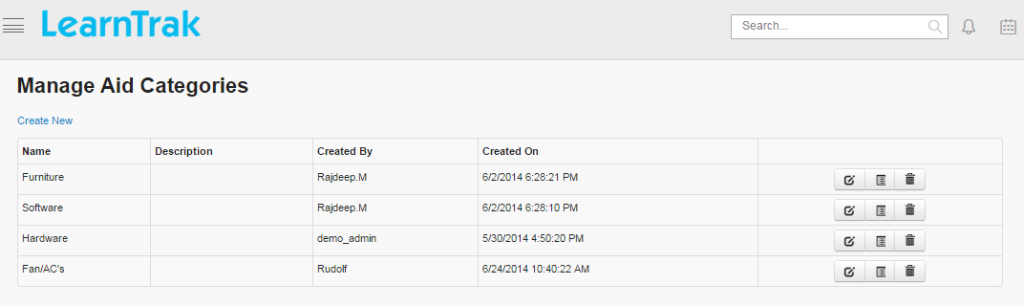 LearnTrak
Search...
Manage Aid Categories
Create New
Name Description Created By Created On
Furniture Rajdeep.M 6/2/2014 6:28:21 PM
Software Rajdeep.M 6/2/2014 6:28:10 PM
Hardware demo_admin 5/30/2014 4:50:20 PM
Fan/AC's Rudolf 6/24/2014 10:40:22 AM